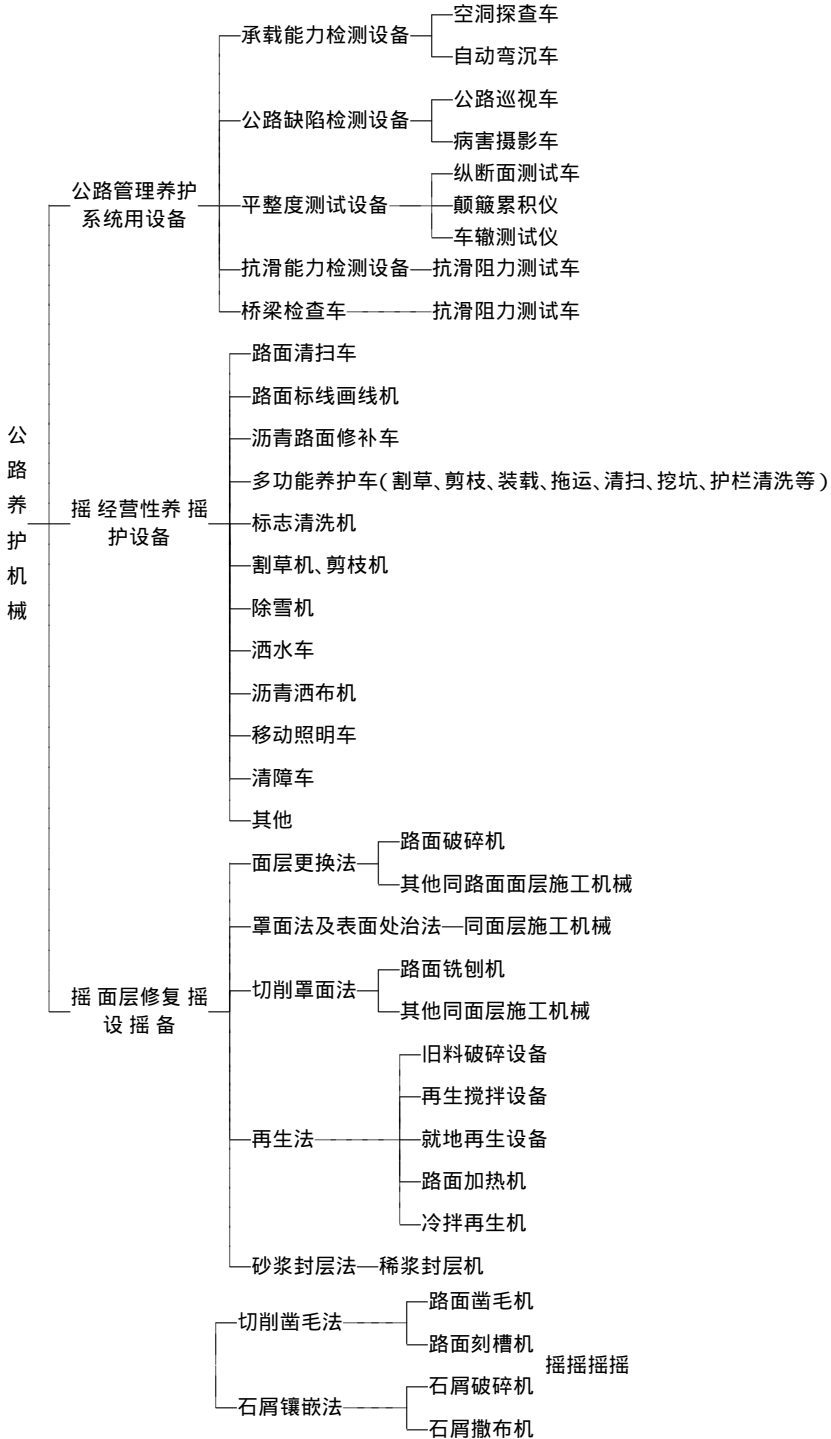 公路养护机械
公路管理养护
系统用设备
承载能力检测设备
空洞探查车
自动弯沉车
公路缺陷检测设备
公路巡视车
病害摄影车
平整度测试设备
纵断面测试车
颠簸累积仪
车辙测试仪
抗滑能力检测设备
抗滑阻力测试车
桥梁检查车
抗滑阻力测试车
摇 经营性养 摇
护设备
路面清扫车
路面标线画线机
沥青路面修补车
多功能养护车(割草、剪枝、装载、拖运、清扫、挖坑、护栏清洗等)
标志清洗机
割草机、剪枝机
除雪机
洒水车
沥青洒布机
移动照明车
清障车
其他
摇 面层修复 摇
设 摇 备
面层更换法
路面破碎机
其他同路面面层施工机械
罩面法及表面处治法
同面层施工机械
切削罩面法
路面铣刨机
其他同面层施工机械
再生法
旧料破碎设备
再生搅拌设备
就地再生设备
路面加热机
冷拌再生机
砂浆封层法
稀浆封层机
切削凿毛法
路面凿毛机
路面刻槽机
摇摇摇摇
石屑镶嵌法
石屑破碎机
石屑撒布机